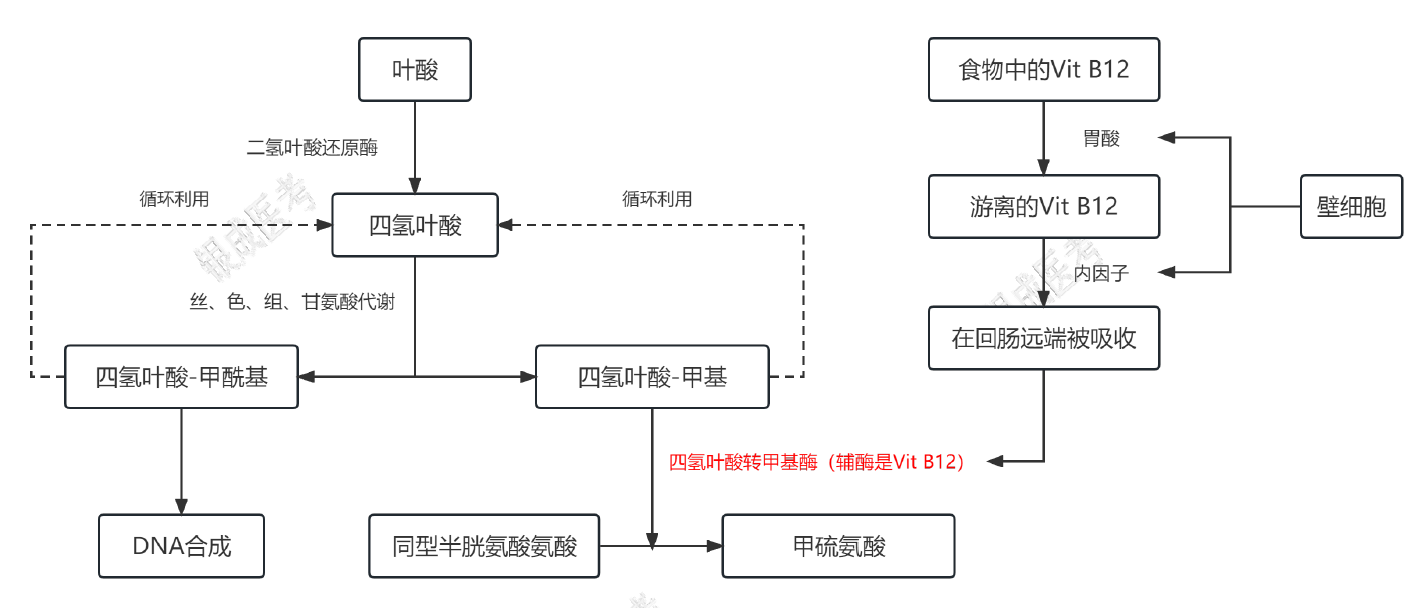 叶酸
食物中的Vit B12
二氢叶酸还原酶
胃酸
循环利用
循环利用
四氢叶酸
游离的Vit B12
壁细胞
银成医考
丝、色、组、甘氨酸代谢
内因子
银成医考
在回肠远端被吸收
四氢叶酸-甲酰基
四氢叶酸-甲基
四氢叶酸转甲基酶（辅酶是Vit B12）
DNA合成
同型半胱氨酸氨酸
甲硫氨酸